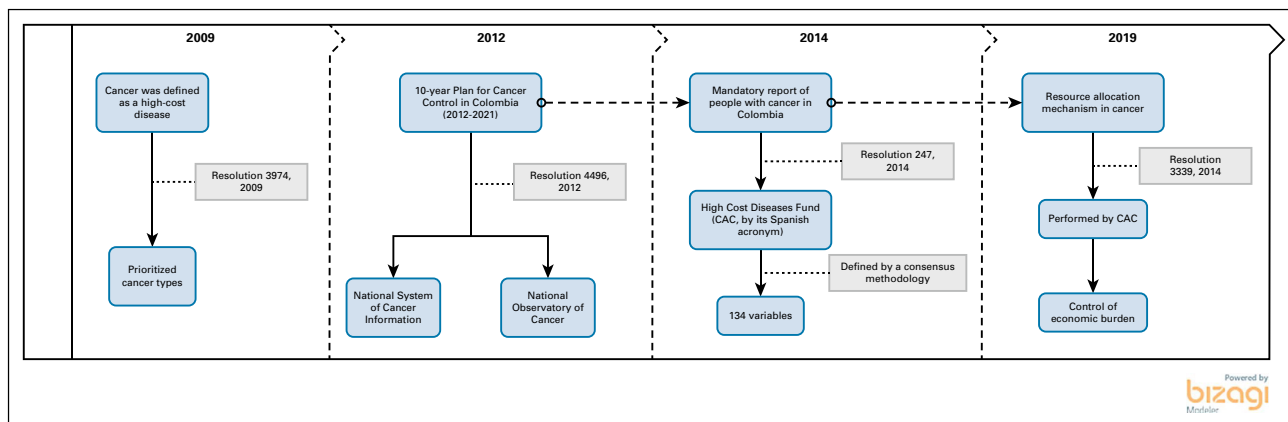 2009
2012
2014
2019
Cancer was defined
as a high-cost
disease
Resolution 3974,
2009
Prioritized
cancer types
10-year Plan for Cancer
Control in Colombia
(2012-2021)
Resolution 4496,
2012
National System
of Cancer
Information
National
Observatory of
Cancer
Mandatory report of
people with cancer in
Colombia
Resolution 247,
2014
High Cost Diseases Fund
(CAC, by its Spanish
acronym)
Defined by a consensus
methodology
134 variables
Resource allocation
mechanism in cancer
Resolution
3339, 2014
Performed by CAC
Control of
economic burden
Powered by
bizagi
Modeler